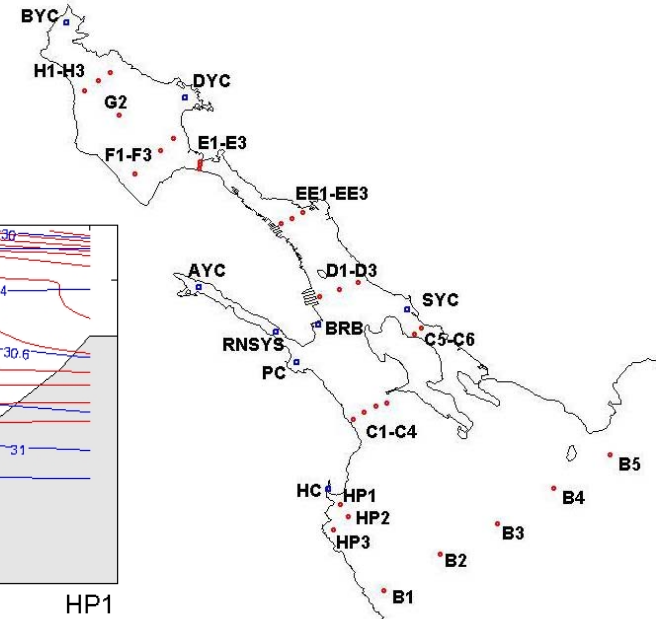 BYC
H1-H3
DYC
G2
E1-E3
F1-F3
EE1-EE3
30
AYC
D1-D3
4
SYC
BRB
C5-C6
RNSYS
30.6
PC
C1-C4
31
B5
HC
HP1
B4
HP2
B3
HP3
B2
B1
HP1